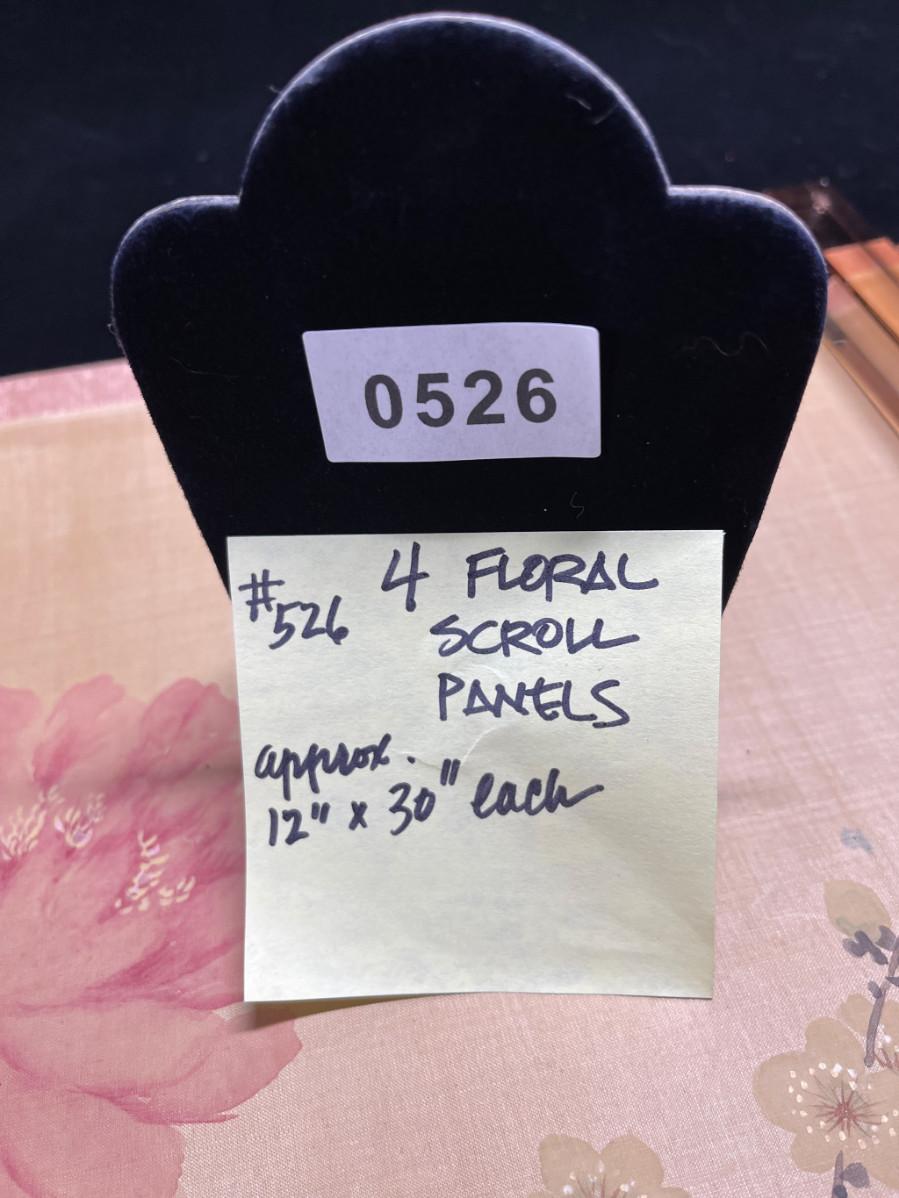 0526
#526 4 FLORAL
SCROLL
PANELS
approx.
12" x 30" each